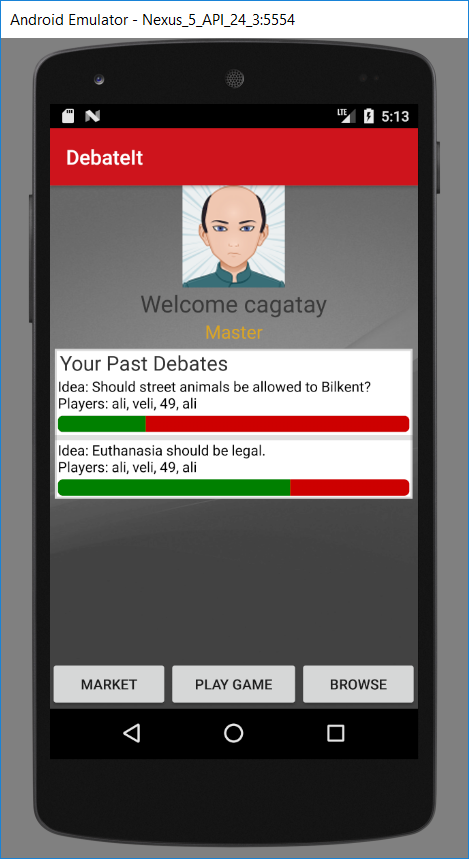 Android Emulator - Nexus_5_API_24_3:5554
LTE 5:13
DebateIt
Welcome cagatay
Master
Your Past Debates
Idea: Should street animals be allowed to Bilkent?
Players: ali, veli, 49, ali
Idea: Euthanasia should be legal.
Players: ali, veli, 49, ali
MARKET PLAY GAME BROWSE